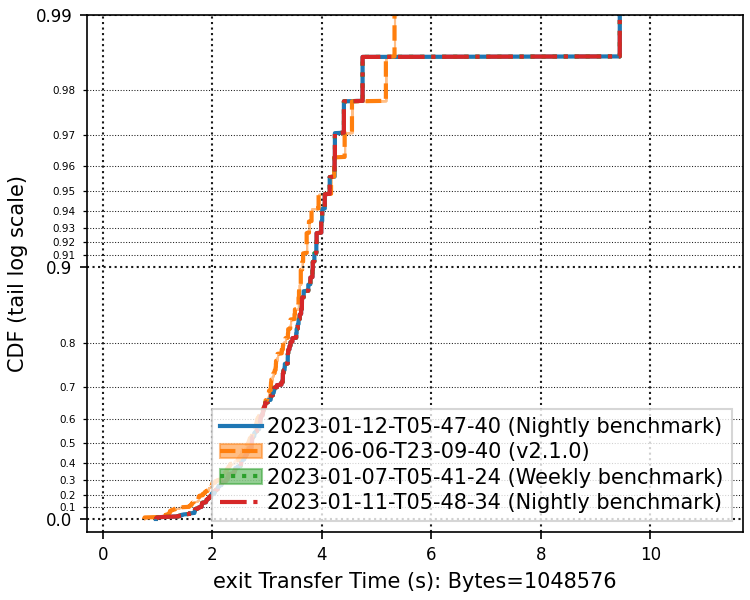 CDF (tail log scale)
0.99
0.98
0.97
0.96
0.95
0.94
0.93
0.92
0.91
0.9
0.8
0.7
0.6
0.5
0.4
0.3
0.2
0.1
0.0
2023-01-12-T05-47-40 (Nightly benchmark)
2022-06-06-T23-09-40 (v2.1.0)
2023-01-07-T05-41-24 (Weekly benchmark)
2023-01-11-T05-48-34 (Nightly benchmark)
0 2 4 6 8 10
exit Transfer Time (s): Bytes=1048576